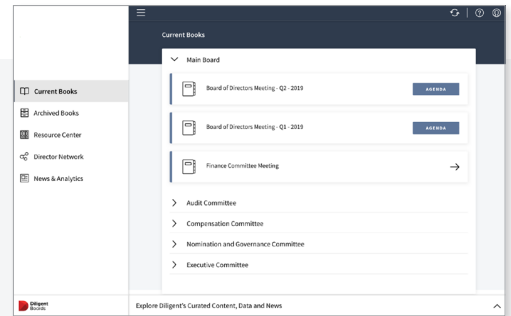 Current Books
Main Board
Board of Directors Meeting - Q2 - 2019
AGENDA
Board of Directors Meeting - Q1 - 2019
AGENDA
Finance Committee Meeting
Audit Committee
Compensation Committee
Nomination and Governance Committee
Executive Committee
Current Books
Archived Books
Resource Center
Director Network
News & Analytics
Diligent
Boards
Explore Diligent's Curated Content, Data and News